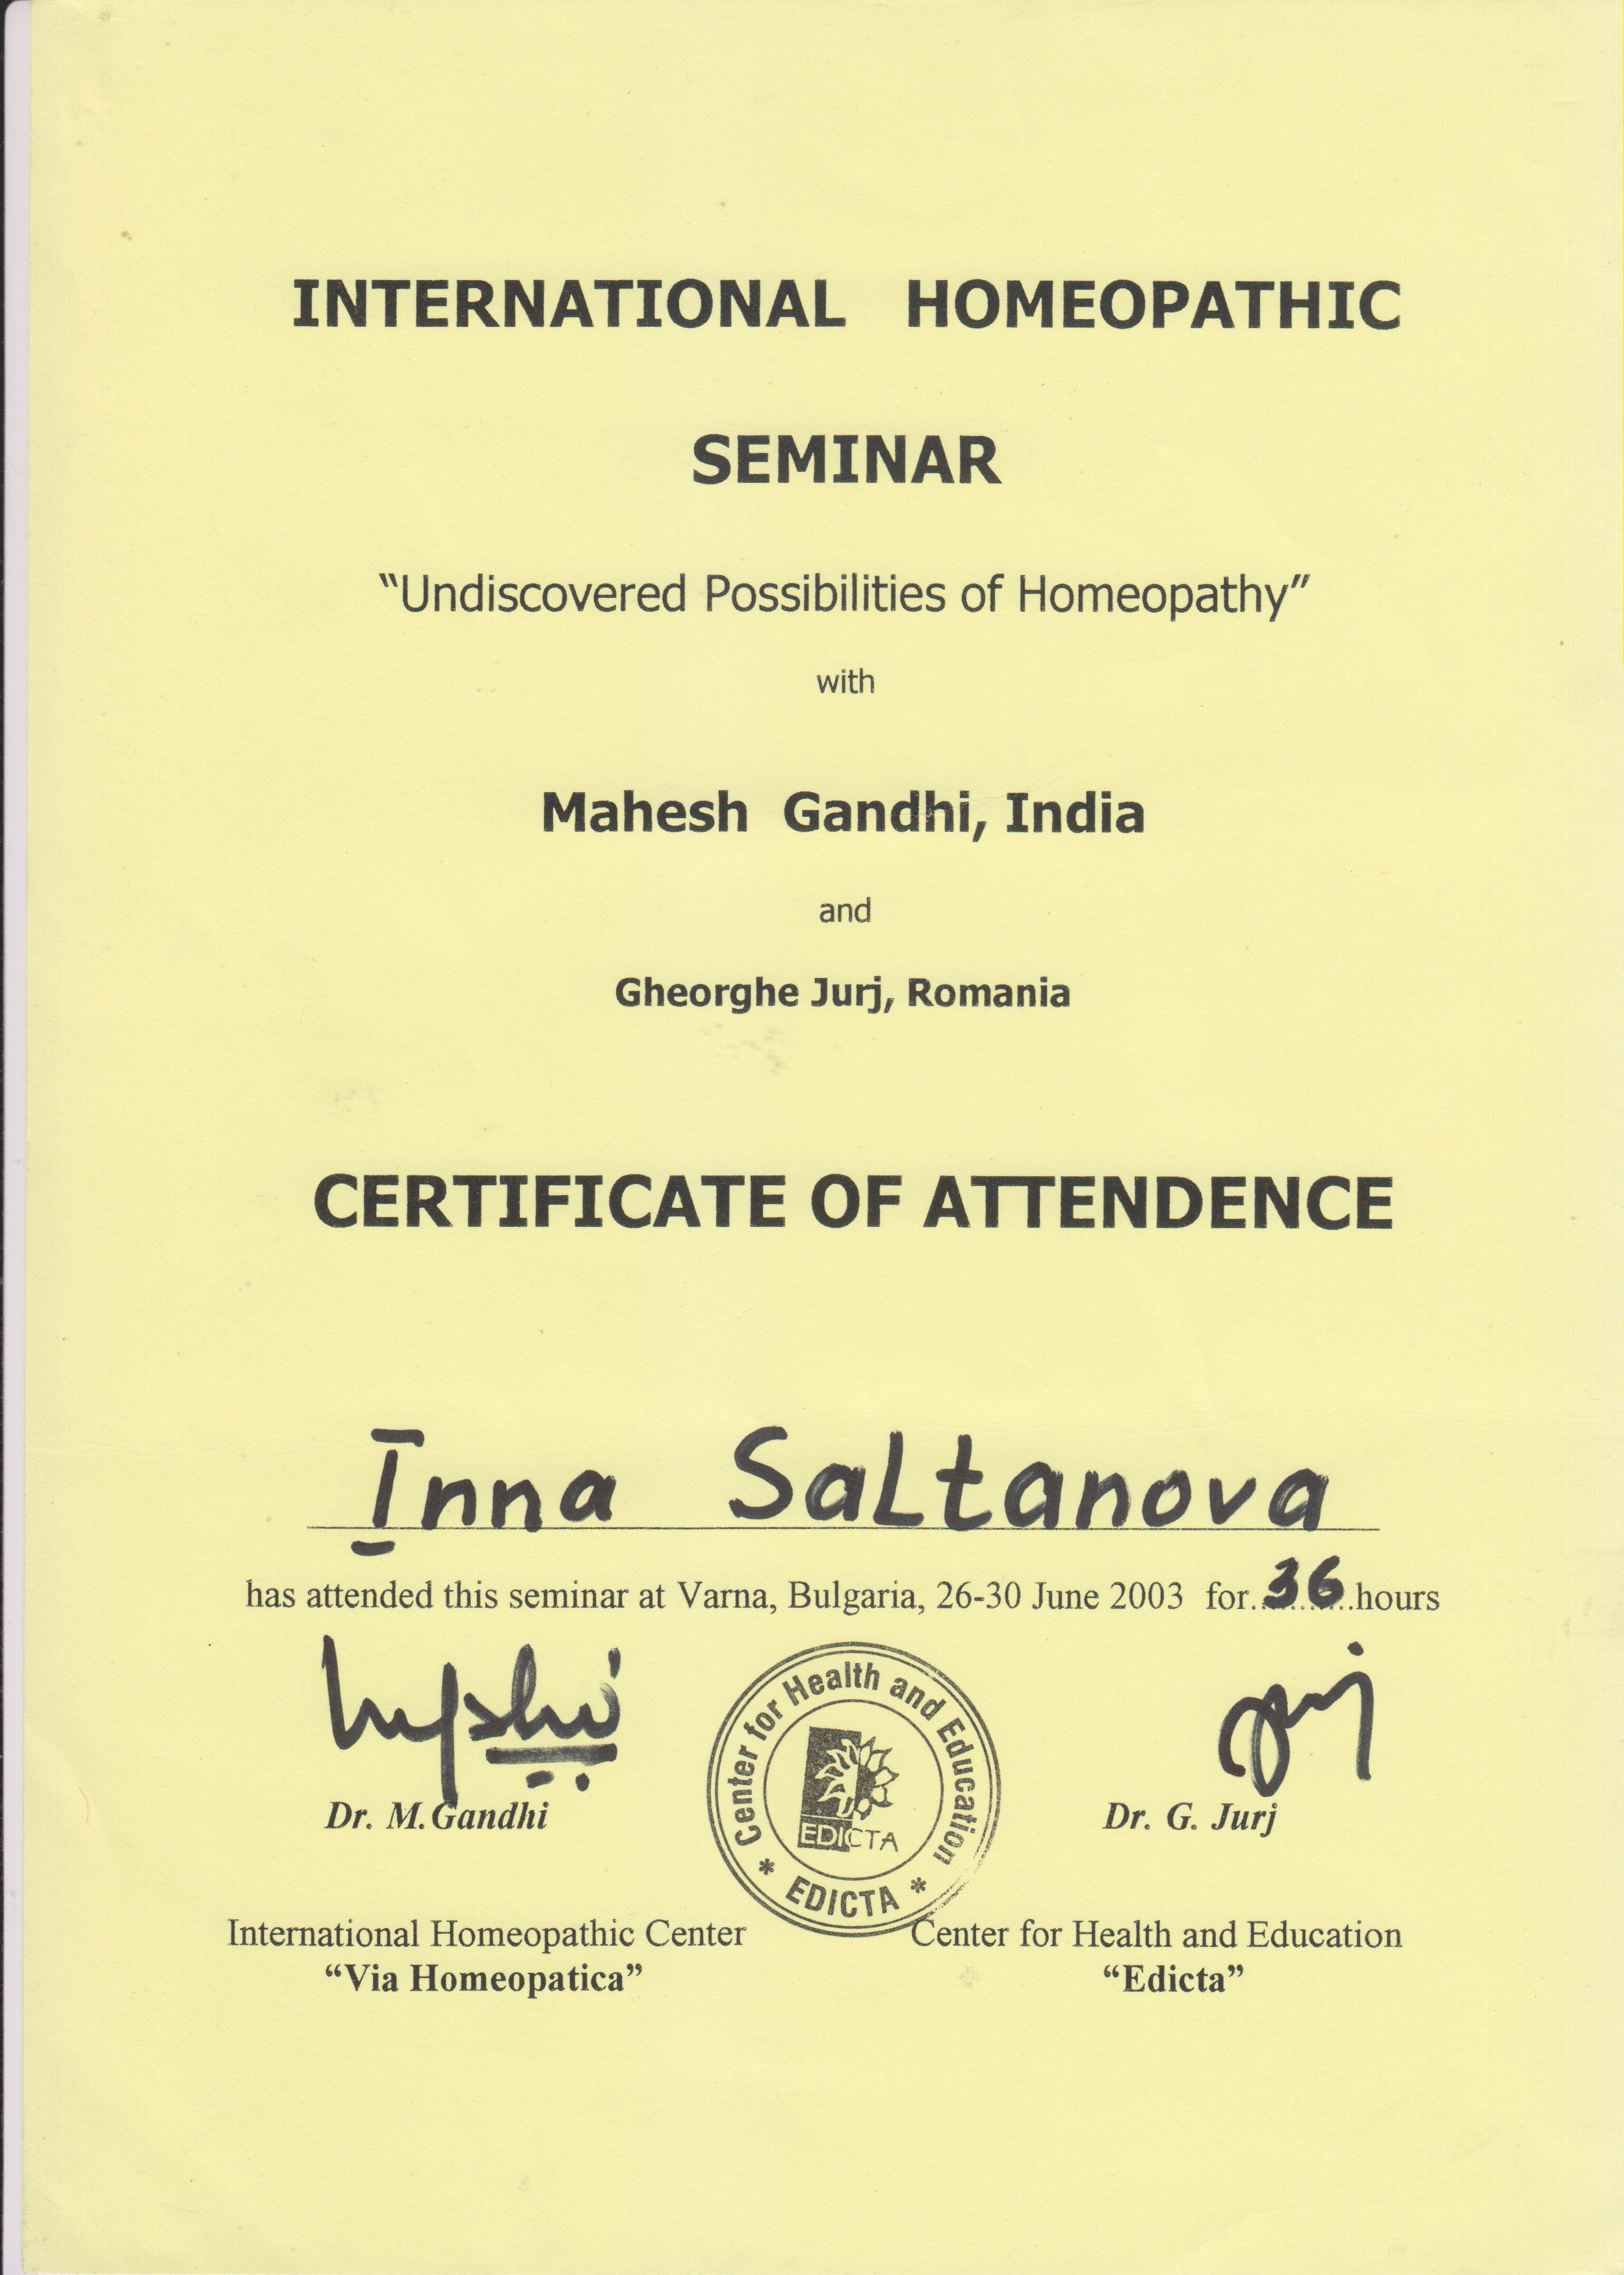 INTERNATIONAL HOMEOPATHIC
SEMINAR
“Undiscovered Possibilities of Homeopathy”
with
Mahesh Gandhi, India
and
Gheorghe Jurj, Romania
CERTIFICATE OF ATTENDENCE
Inna Saltanova
has attended this seminar at Varna, Bulgaria, 26-30 June 2003 for 36 hours
Dr. M. Gandhi
Dr. G. Jurj
Center for Health and Education
EDICTA
* EDICTA *
International Homeopathic Center
“Via Homeopatica”
Center for Health and Education
“Edicta”